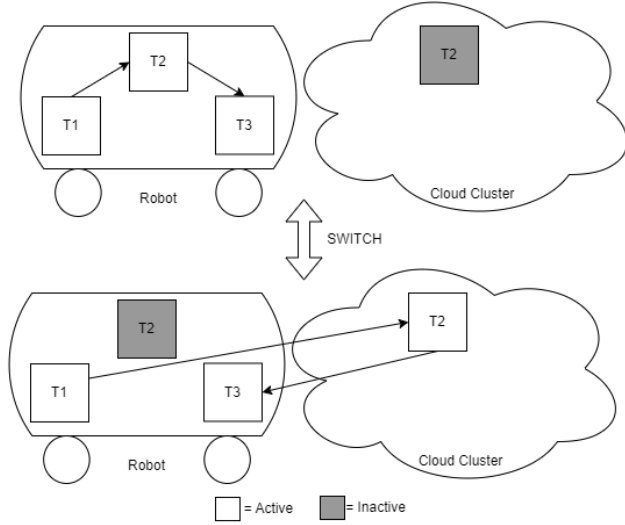 T2
T2
T1
T3
Robot
Cloud Cluster
SWITCH
T2
T2
T1
T3
Robot
Cloud Cluster
= Active
= Inactive